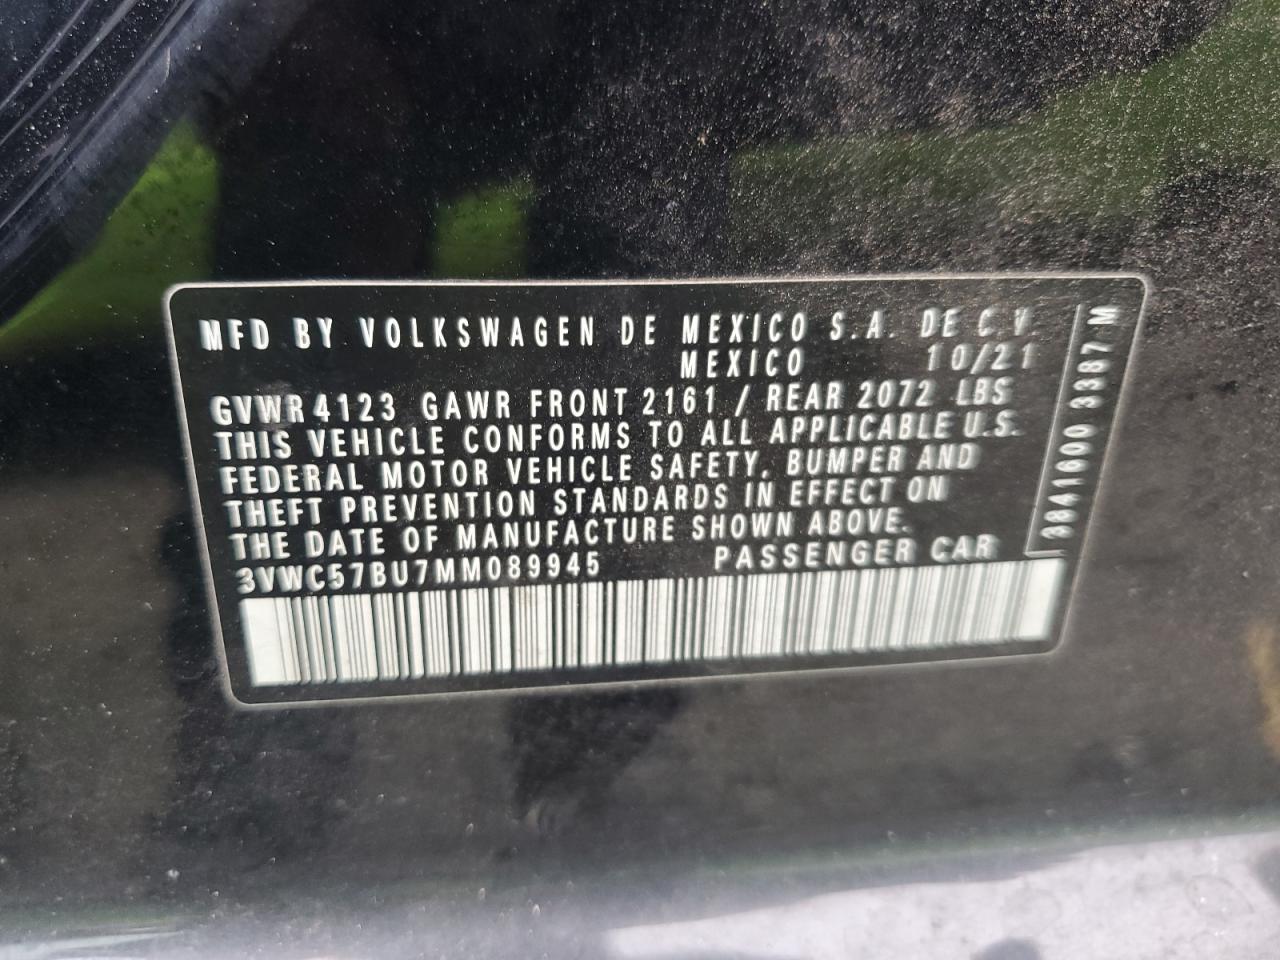 MFD BY VOLKSWAGEN DE MEXICO S.A. DE C.V.
MEXICO 10/21
GVWR 4123 GAWR FRONT 2161 / REAR 2072 LBS
THIS VEHICLE CONFORMS TO ALL APPLICABLE U.S.
FEDERAL MOTOR VEHICLE SAFETY, BUMPER AND
THEFT PREVENTION STANDARDS IN EFFECT ON
THE DATE OF MANUFACTURE SHOWN ABOVE.
3VWC57BU7MM089945 PASSENGER CAR
3841600 3387 M